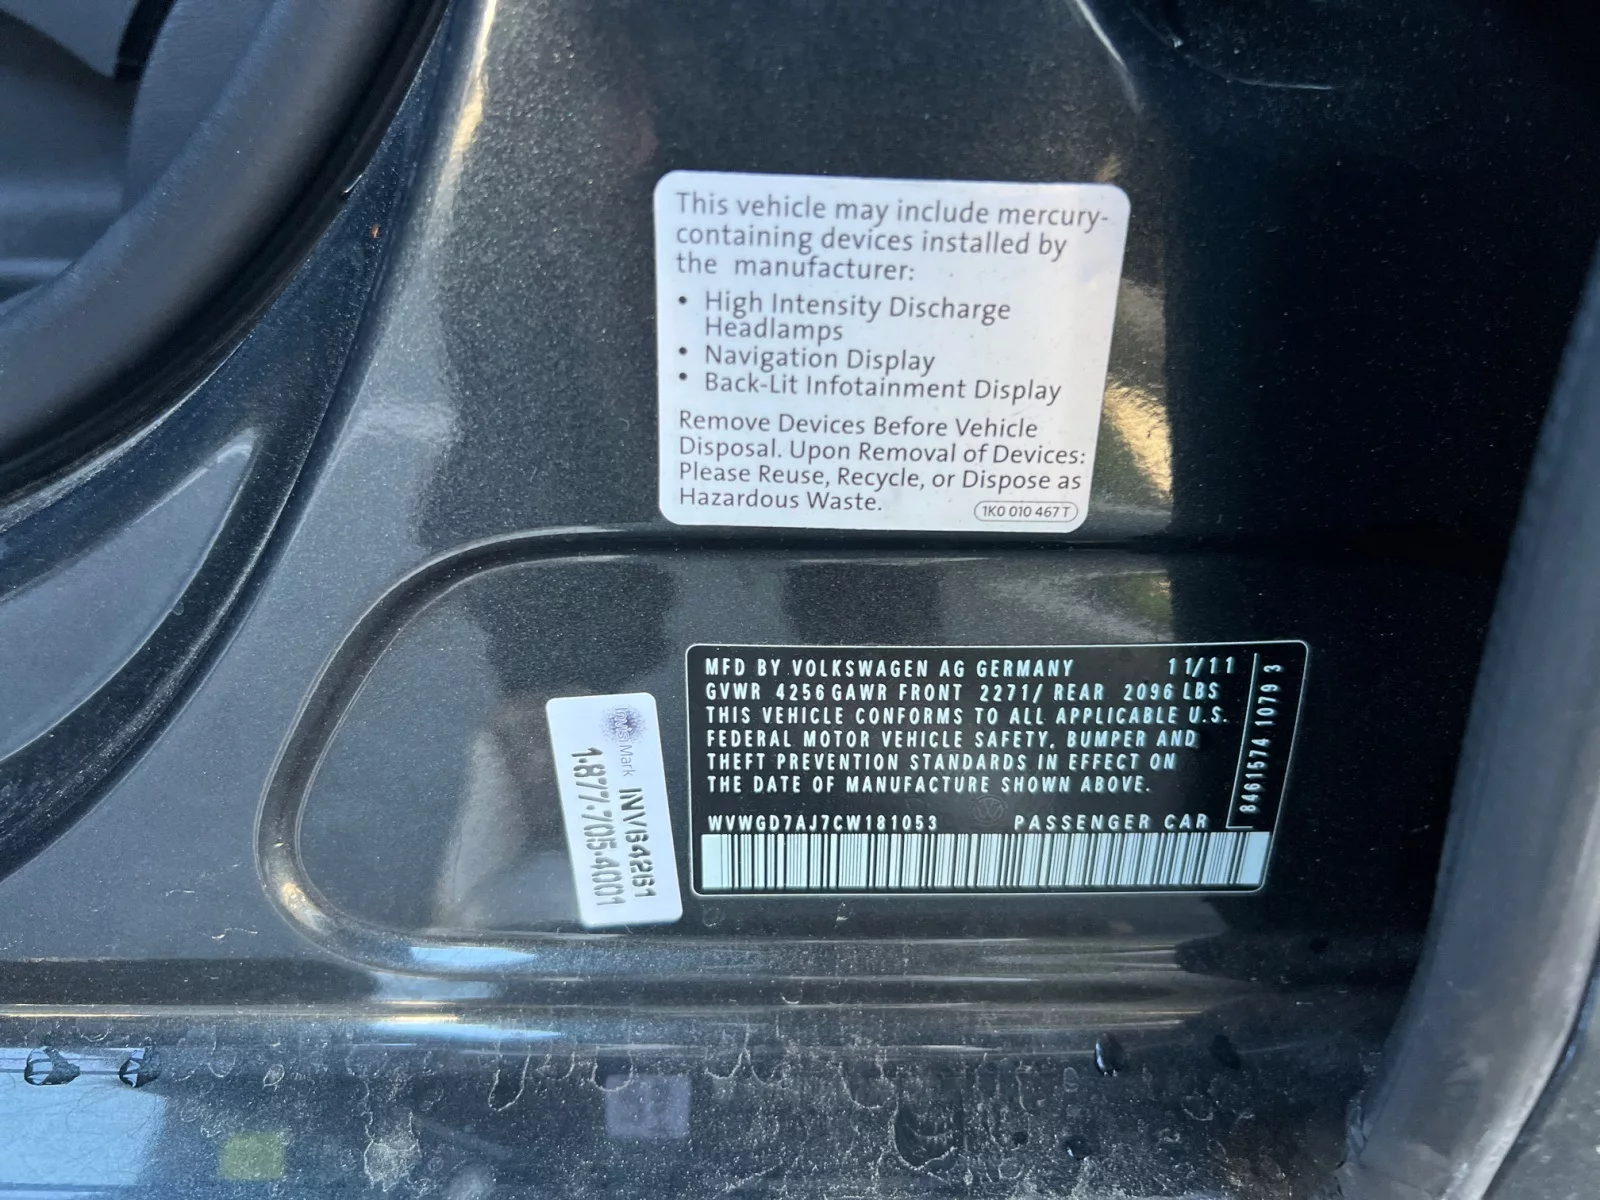 This vehicle may include mercury-
containing devices installed by
the manufacturer:
• High Intensity Discharge
Headlamps
• Navigation Display
• Back-Lit Infotainment Display
Remove Devices Before Vehicle
Disposal. Upon Removal of Devices:
Please Reuse, Recycle, or Dispose as
Hazardous Waste.
1K0 010 467 T
MFD BY VOLKSWAGEN AG GERMANY 11/11
GVWR 4256 GAWR FRONT 2271/ REAR 2096 LBS
THIS VEHICLE CONFORMS TO ALL APPLICABLE U.S.
FEDERAL MOTOR VEHICLE SAFETY, BUMPER AND
THEFT PREVENTION STANDARDS IN EFFECT ON
THE DATE OF MANUFACTURE SHOWN ABOVE.
WVWGD7AJ7CW181053 PASSENGER CAR
8461574 1079 3
INV64261
1.877.705.4001